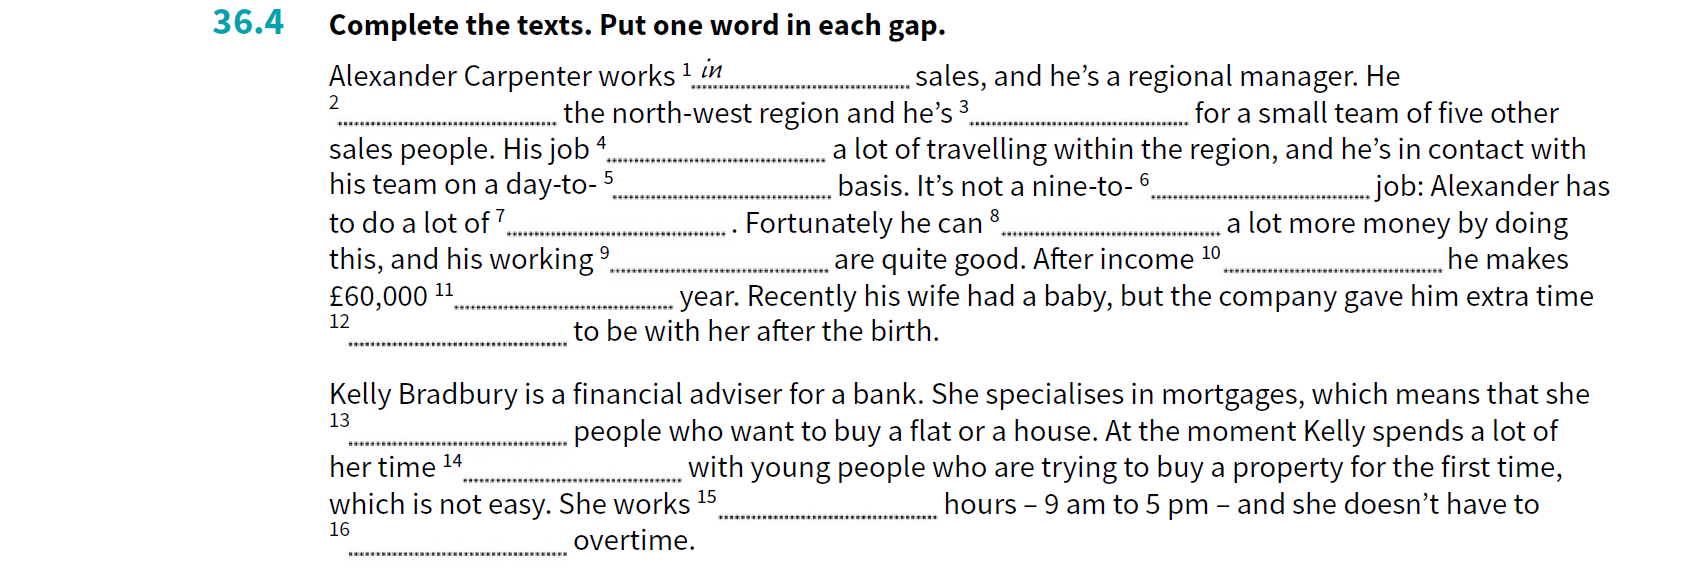 36.4 Complete the texts. Put one word in each gap.
Alexander Carpenter works 1 in sales, and he's a regional manager. He
2 the north-west region and he's 3 for a small team of five other
sales people. His job 4 a lot of travelling within the region, and he's in contact with
his team on a day-to- 5 basis. It's not a nine-to- 6 job: Alexander has
to do a lot of 7 . Fortunately he can 8 a lot more money by doing
this, and his working 9 are quite good. After income 10 he makes
£60,000 11 year. Recently his wife had a baby, but the company gave him extra time
12 to be with her after the birth.
Kelly Bradbury is a financial adviser for a bank. She specialises in mortgages, which means that she
13 people who want to buy a flat or a house. At the moment Kelly spends a lot of
her time 14 with young people who are trying to buy a property for the first time,
which is not easy. She works 15 hours – 9 am to 5 pm – and she doesn't have to
16 overtime.